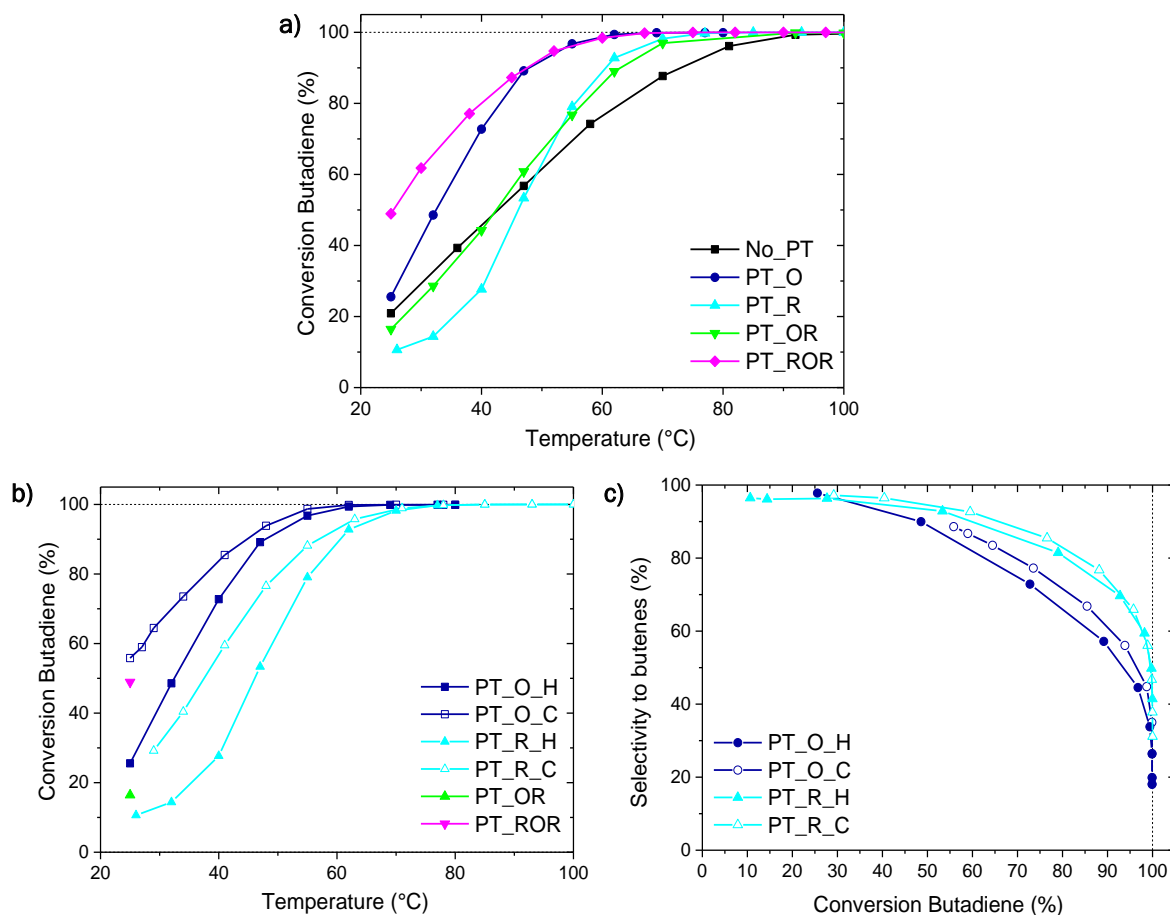 a)
Conversion Butadiene (%)
100
80
60
40
20
0
No_PT
PT_O
PT_R
PT_OR
PT_ROR
20 40 60 80 100
Temperature (°C)
b)
Conversion Butadiene (%)
100
80
60
40
20
0
PT_O_H
PT_O_C
PT_R_H
PT_R_C
PT_OR
PT_ROR
20 40 60 80 100
Temperature (°C)
c)
Selectivity to butenes (%)
100
80
60
40
20
0
PT_O_H
PT_O_C
PT_R_H
PT_R_C
0 10 20 30 40 50 60 70 80 90 100
Conversion Butadiene (%)